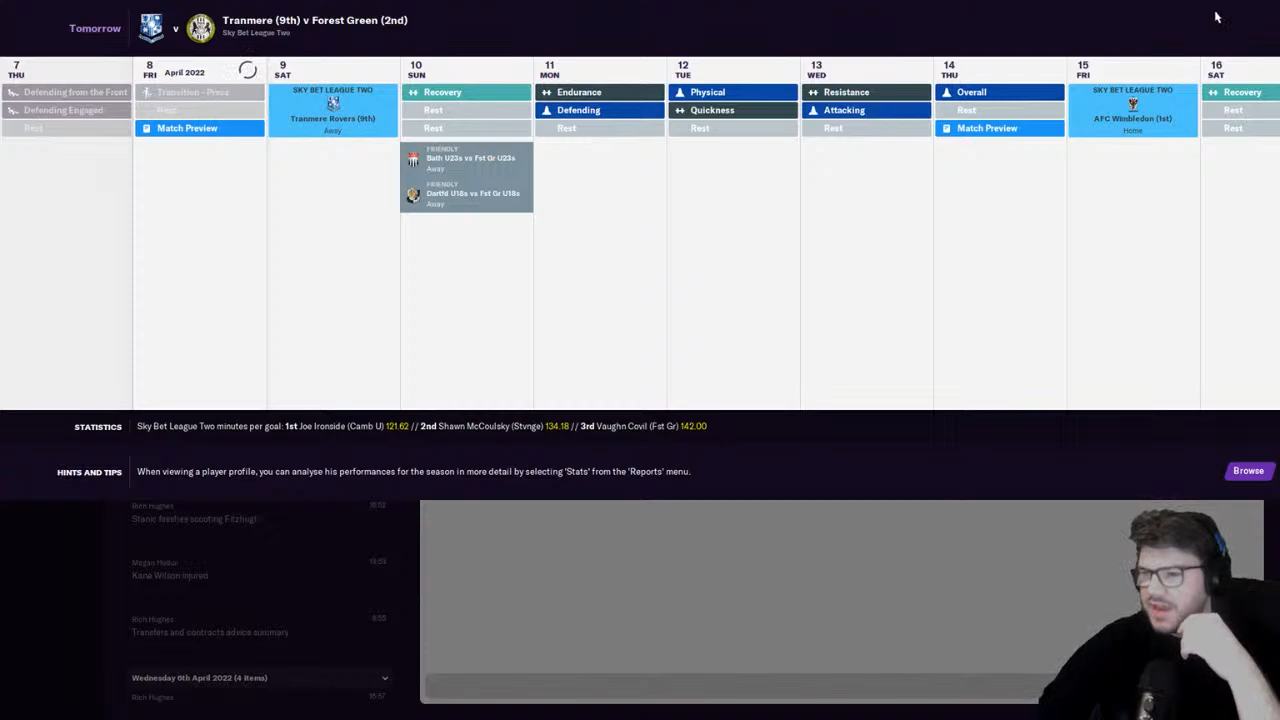 Tomorrow
v
Tranmere (9th) v Forest Green (2nd)
Sky Bet League Two
7
THU
8
FRI
April 2022
9
SAT
10
SUN
11
MON
12
TUE
13
WED
14
THU
15
FRI
16
SAT
Defending from the Front
Defending Engaged
Rest
Transition - Press
Rest
Match Preview
SKY BET LEAGUE TWO
Tranmere Rovers (9th)
Away
Recovery
Rest
Rest
FRIENDLY
Bath U23s vs Fst Gr U23s
Away
FRIENDLY
Dartfd U18s vs Fst Gr U18s
Away
Endurance
Defending
Rest
Physical
Quickness
Rest
Resistance
Attacking
Rest
Overall
Rest
Match Preview
SKY BET LEAGUE TWO
AFC Wimbledon (1st)
Home
Recovery
Rest
Rest
STATISTICS
Sky Bet League Two minutes per goal: 1st Joe Ironside (Camb U) 121.62 // 2nd Shawn McCoulsky (Stvnge) 134.18 // 3rd Vaughn Covil (Fst Gr) 142.00
HINTS AND TIPS
When viewing a player profile, you can analyse his performances for the season in more detail by selecting 'Stats' from the 'Reports' menu.
Browse
Rich Hughes
Kane Wilson injured
Rich Hughes
8:55
Transfers and contracts advice summary
Wednesday 6th April 2022 (4 Items)
Rich Hughes